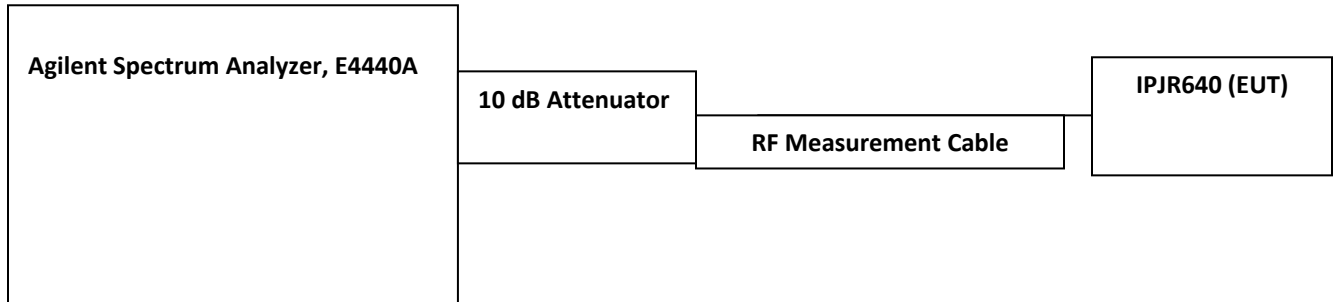 Agilent Spectrum Analyzer, E4440A
10 dB Attenuator
RF Measurement Cable
IPJR640 (EUT)